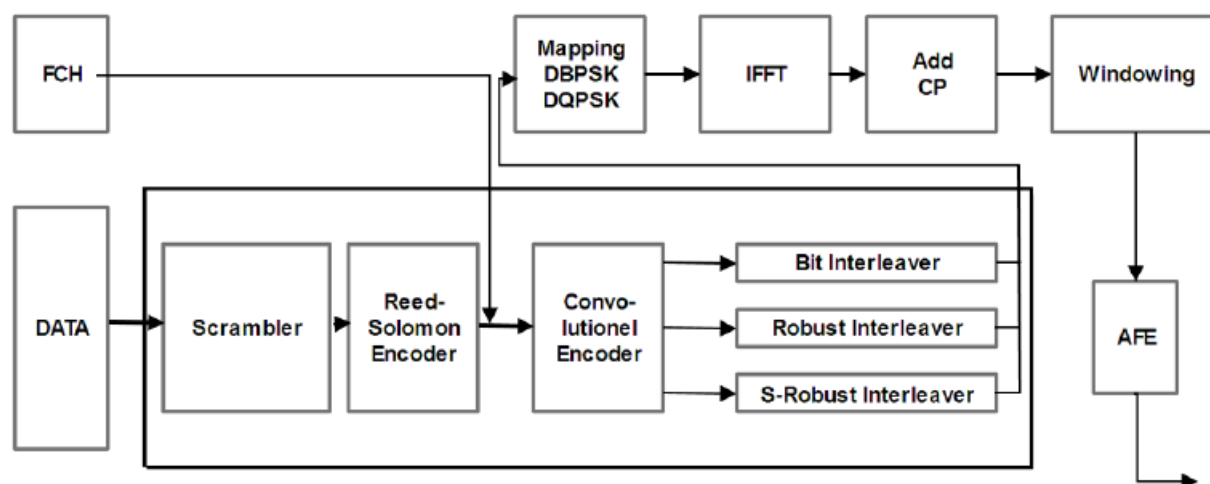 FCH
Mapping
DBPSK
DQPSK
IFFT
Add
CP
Windowing
DATA
Scrambler
Reed-
Solomon
Encoder
Convo-
lutionel
Encoder
Bit Interleaver
Robust Interleaver
S-Robust Interleaver
AFE